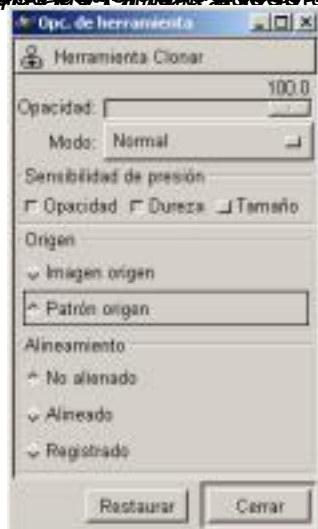 Opc. de herramienta
Herramienta Clonar
100.0
Opacidad:
Modo: Normal
Sensibilidad de presión
Opacidad Dureza Tamaño
Origen
Imagen origen
Patrón origen
Alineamiento
No alienado
Alineado
Registrado
Restaurar Cerrar